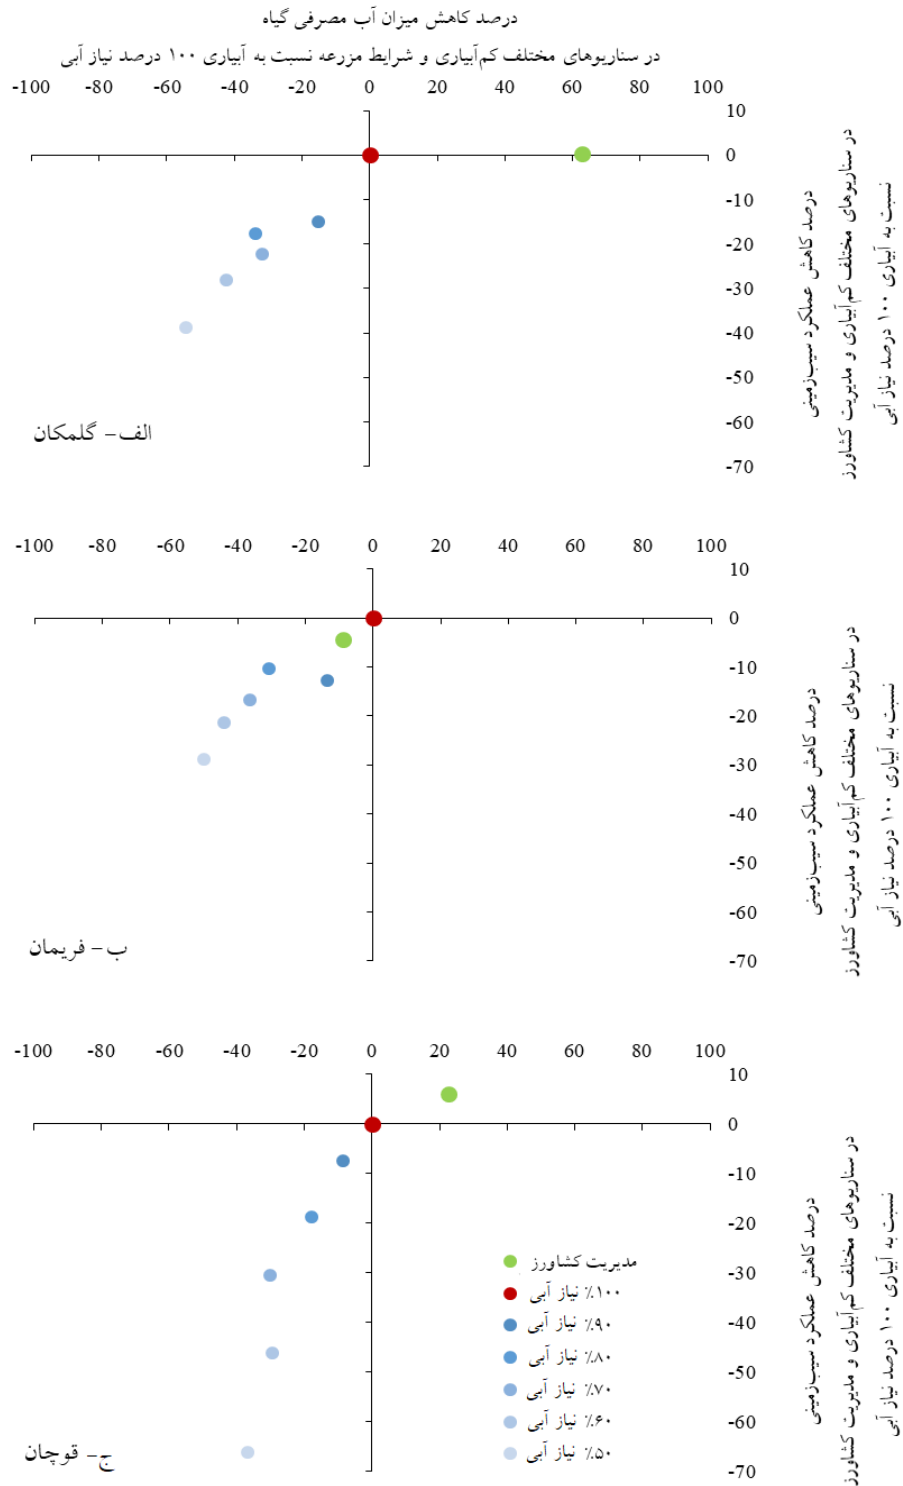 درصد کاهش میزان آب مصرفی گیاه
در سناریوهای مختلف کم‌آبیاری و شرایط مزرعه نسبت به آبیاری ۱۰۰ درصد نیاز آبی
-100 -80 -60 -40 -20 0 20 40 60 80 100
10
0
-10
-20
-30
-40
-50
-60
-70
درصد کاهش عملکرد سیب‌زمینی
در سناریوهای مختلف کم‌آبیاری و مدیریت کشاورز
نسبت به آبیاری ۱۰۰ درصد نیاز آبی
الف- گلمکان
-100 -80 -60 -40 -20 0 20 40 60 80 100
10
0
-10
-20
-30
-40
-50
-60
-70
درصد کاهش عملکرد سیب‌زمینی
در سناریوهای مختلف کم‌آبیاری و مدیریت کشاورز
نسبت به آبیاری ۱۰۰ درصد نیاز آبی
ب- فریمان
-100 -80 -60 -40 -20 0 20 40 60 80 100
10
0
-10
-20
-30
-40
-50
-60
-70
درصد کاهش عملکرد سیب‌زمینی
در سناریوهای مختلف کم‌آبیاری و مدیریت کشاورز
نسبت به آبیاری ۱۰۰ درصد نیاز آبی
مدیریت کشاورز
۱۰۰٪ نیاز آبی
۹۰٪ نیاز آبی
۸۰٪ نیاز آبی
۷۰٪ نیاز آبی
۶۰٪ نیاز آبی
۵۰٪ نیاز آبی
ج- قوچان